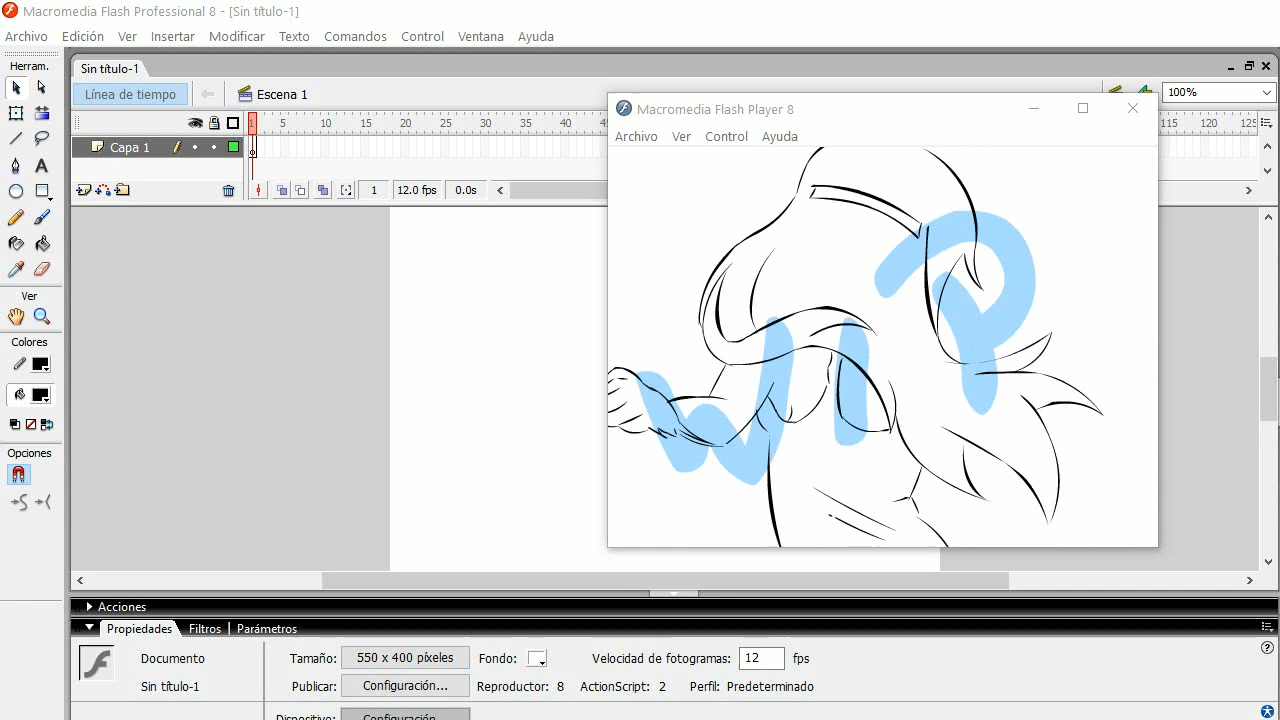 Macromedia Flash Professional 8 - [Sin título-1]
Archivo Edición Ver Insertar Modificar Texto Comandos Control Ventana Ayuda
Herram.
Sin título-1
Línea de tiempo
Escena 1
100%
Macromedia Flash Player 8
Archivo Ver Control Ayuda
1 5 10 15 20 25 30 35 40 115 120 125
Capa 1
1 12.0 fps 0.0s
WIP
Ver
Colores
Opciones
Acciones
Propiedades Filtros Parámetros
Documento
Tamaño: 550 x 400 píxeles Fondo: Velocidad de fotogramas: 12 fps
Sin título-1
Publicar: Configuración... Reproductor: 8 ActionScript: 2 Perfil: Predeterminado
Dispositivo: Configuración